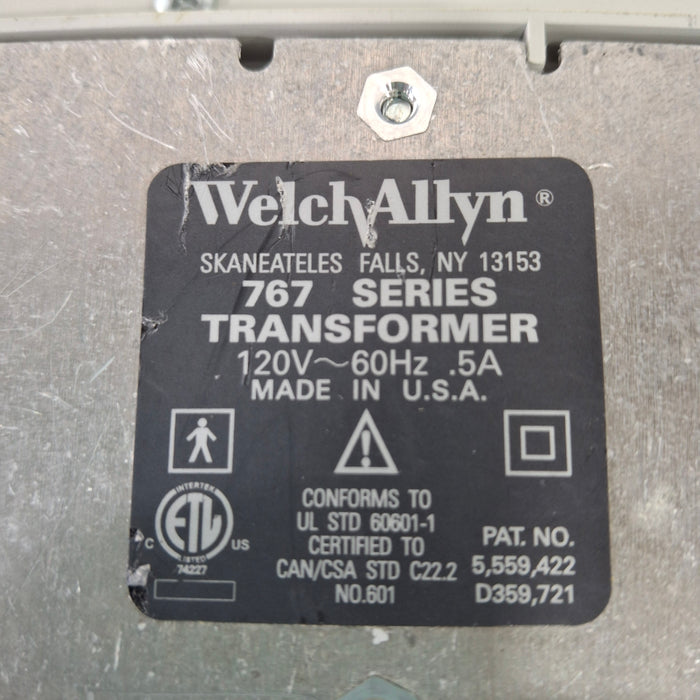 WelchAllyn®
SKANEATELES FALLS, NY 13153
767 SERIES
TRANSFORMER
120V~60Hz .5A
MADE IN U.S.A.
INTERTEK
ETL
C US
LISTED
74227
CONFORMS TO
UL STD 60601-1
CERTIFIED TO
CAN/CSA STD C22.2
NO.601
PAT. NO.
5,559,422
D359,721